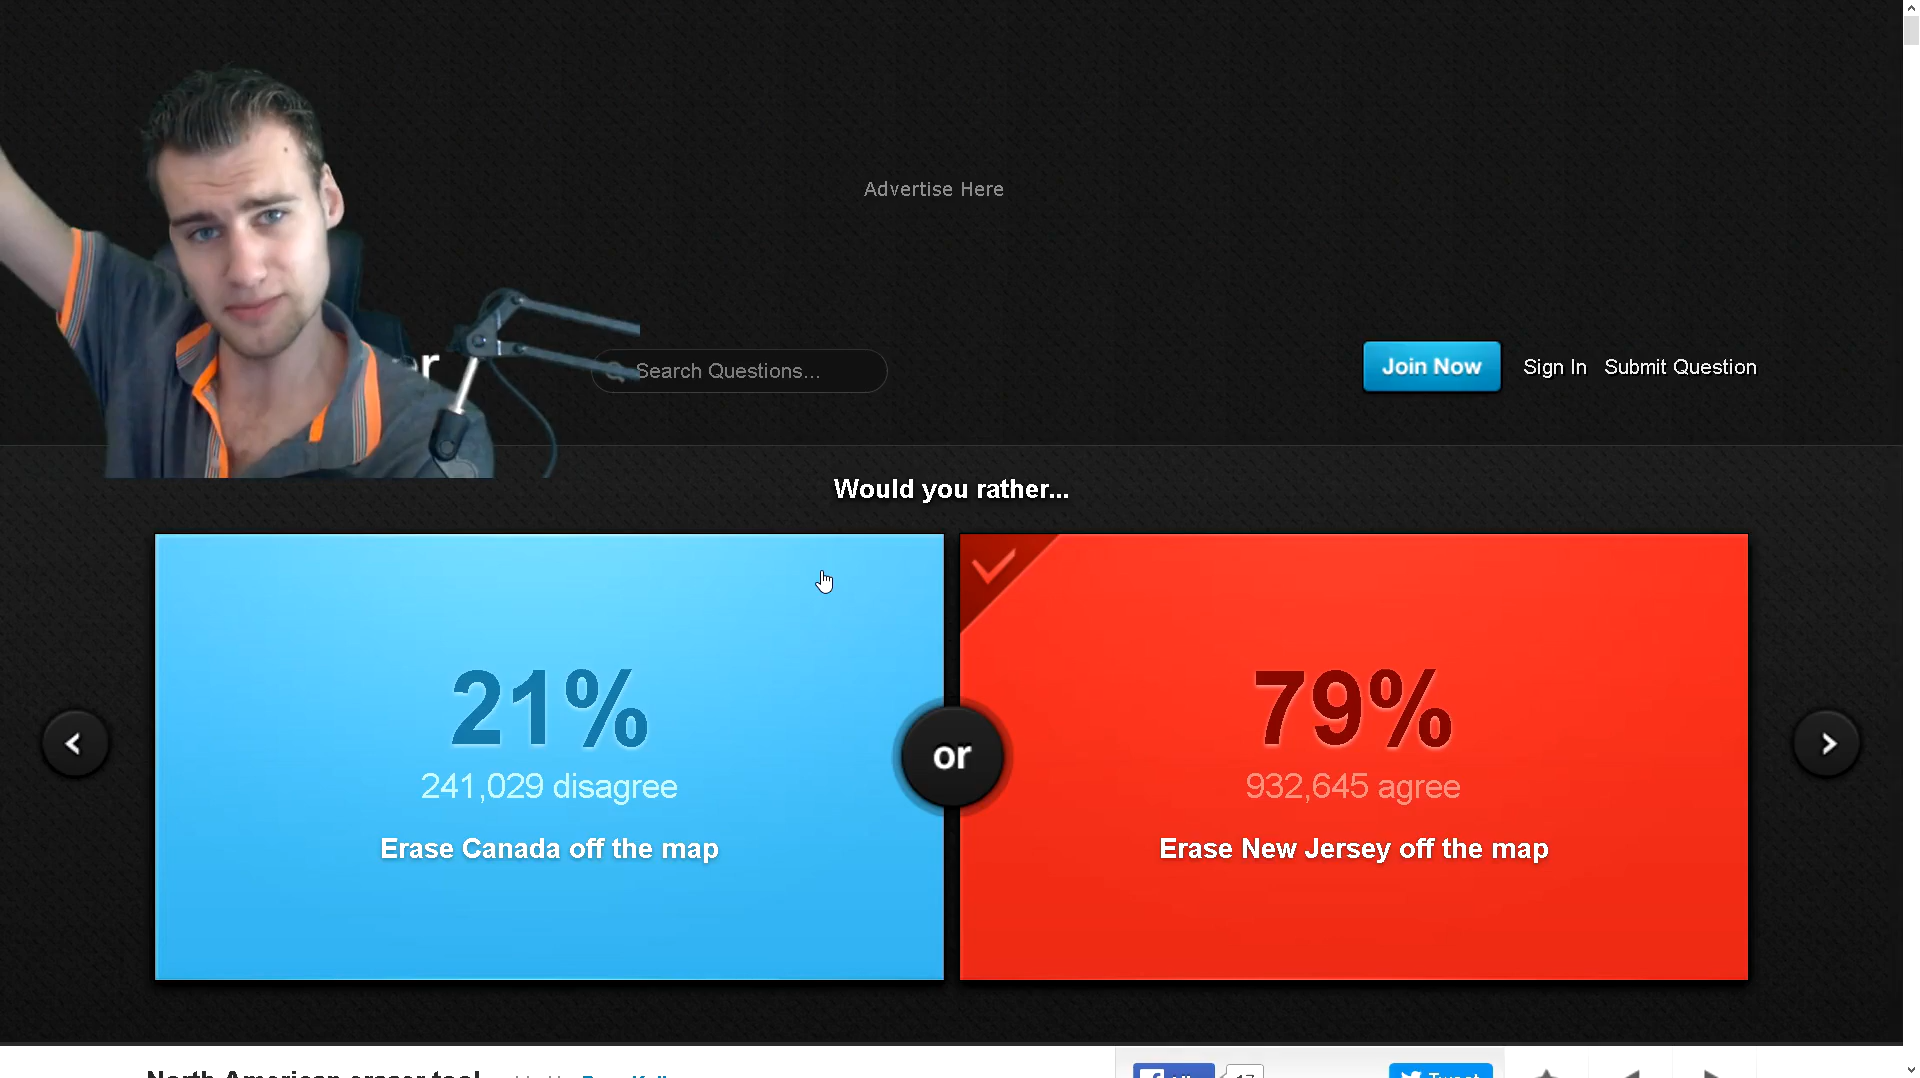 Advertise Here
Search Questions...
Join Now
Sign In
Submit Question
Would you rather...
21%
241,029 disagree
Erase Canada off the map
or
79%
932,645 agree
Erase New Jersey off the map